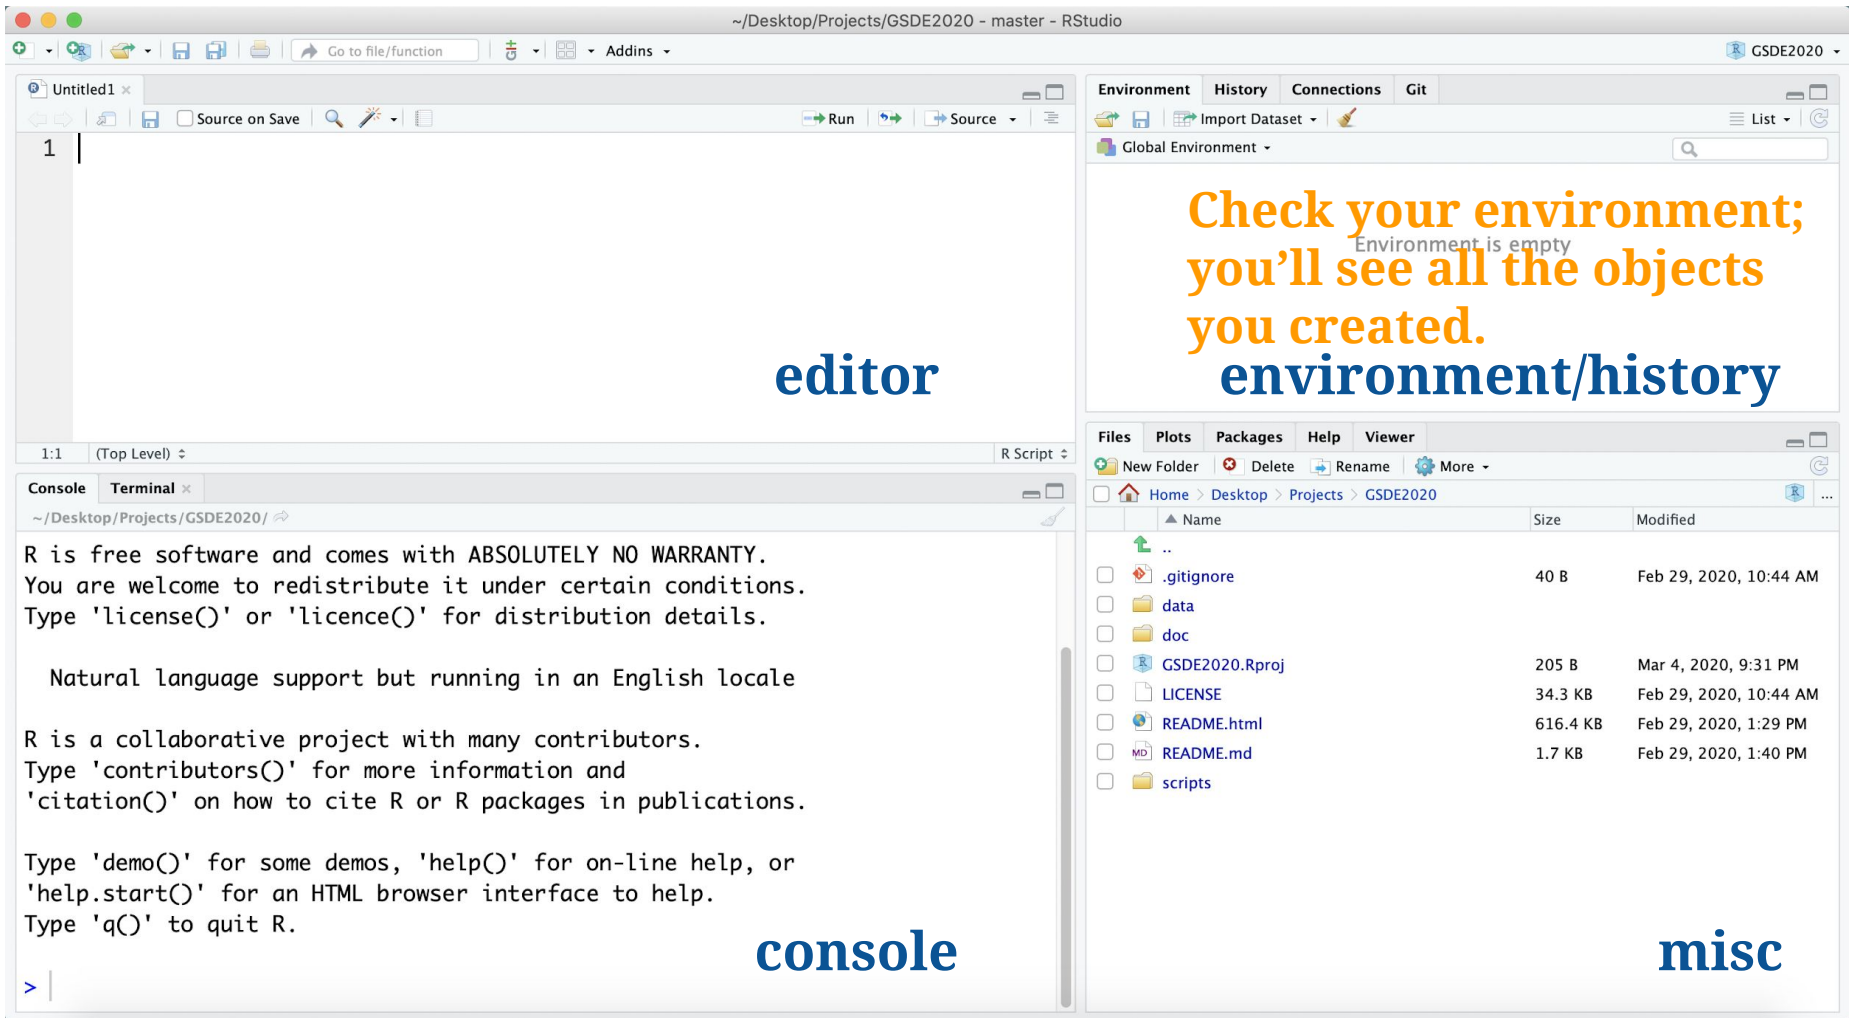 ~/Desktop/Projects/GSDE2020 - master - RStudio
Go to file/function
Git
Addins
GSDE2020
Untitled1
Source on Save
Run
Source
1
editor
1:1 (Top Level)
R Script
Environment History Connections Git
Import Dataset
List
Global Environment
Check your environment;
Environment is empty
you’ll see all the objects
you created.
environment/history
Console Terminal
~/Desktop/Projects/GSDE2020/
R is free software and comes with ABSOLUTELY NO WARRANTY.
You are welcome to redistribute it under certain conditions.
Type 'license()' or 'licence()' for distribution details.
Natural language support but running in an English locale
R is a collaborative project with many contributors.
Type 'contributors()' for more information and
'citation()' on how to cite R or R packages in publications.
Type 'demo()' for some demos, 'help()' for on-line help, or
'help.start()' for an HTML browser interface to help.
Type 'q()' to quit R.
>
console
Files Plots Packages Help Viewer
New Folder Delete Rename More
Home Desktop Projects GSDE2020 ...
Name Size Modified
..
.gitignore 40 B Feb 29, 2020, 10:44 AM
data
doc
GSDE2020.Rproj 205 B Mar 4, 2020, 9:31 PM
LICENSE 34.3 KB Feb 29, 2020, 10:44 AM
README.html 616.4 KB Feb 29, 2020, 1:29 PM
MD README.md 1.7 KB Feb 29, 2020, 1:40 PM
scripts
misc